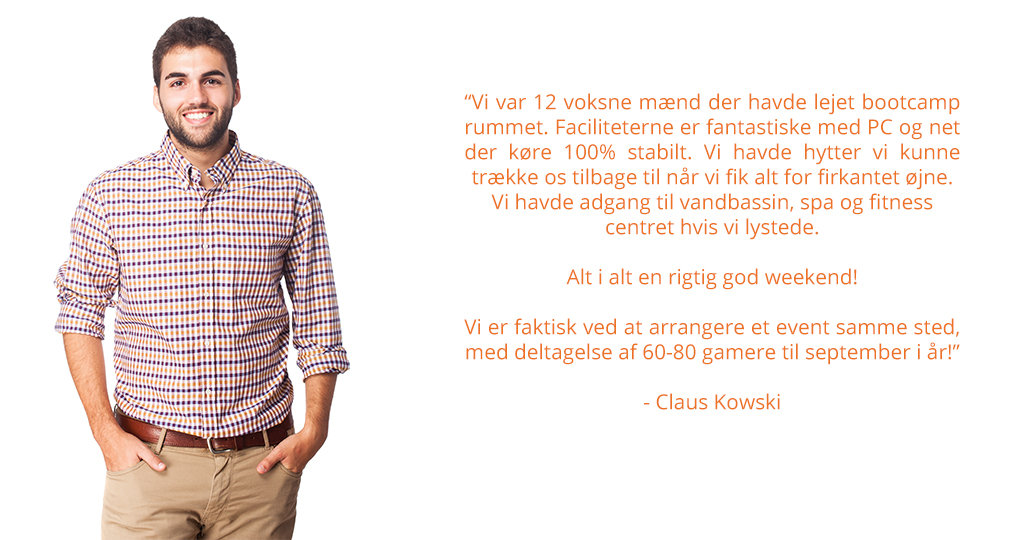 “Vi var 12 voksne mænd der havde lejet bootcamp
rummet. Faciliteterne er fantastiske med PC og net
der køre 100% stabilt. Vi havde hytter vi kunne
trække os tilbage til når vi fik alt for firkantet øjne.
Vi havde adgang til vandbassin, spa og fitness
centret hvis vi lystede.
Alt i alt en rigtig god weekend!
Vi er faktisk ved at arrangere et event samme sted,
med deltagelse af 60-80 gamere til september i år!”
- Claus Kowski